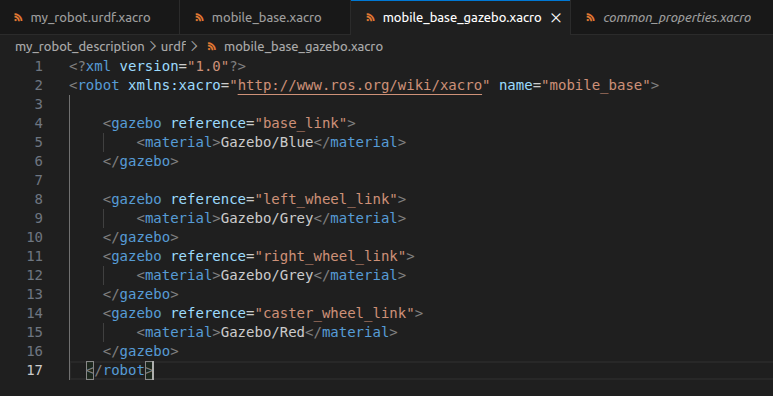 my_robot.urdf.xacro mobile_base.xacro mobile_base_gazebo.xacro common_properties.xacro
my_robot_description > urdf > mobile_base_gazebo.xacro
1 <?xml version="1.0"?>
2 <robot xmlns:xacro="http://www.ros.org/wiki/xacro" name="mobile_base">
3
4 <gazebo reference="base_link">
5 <material>Gazebo/Blue</material>
6 </gazebo>
7
8 <gazebo reference="left_wheel_link">
9 <material>Gazebo/Grey</material>
10 </gazebo>
11 <gazebo reference="right_wheel_link">
12 <material>Gazebo/Grey</material>
13 </gazebo>
14 <gazebo reference="caster_wheel_link">
15 <material>Gazebo/Red</material>
16 </gazebo>
17 </robot>